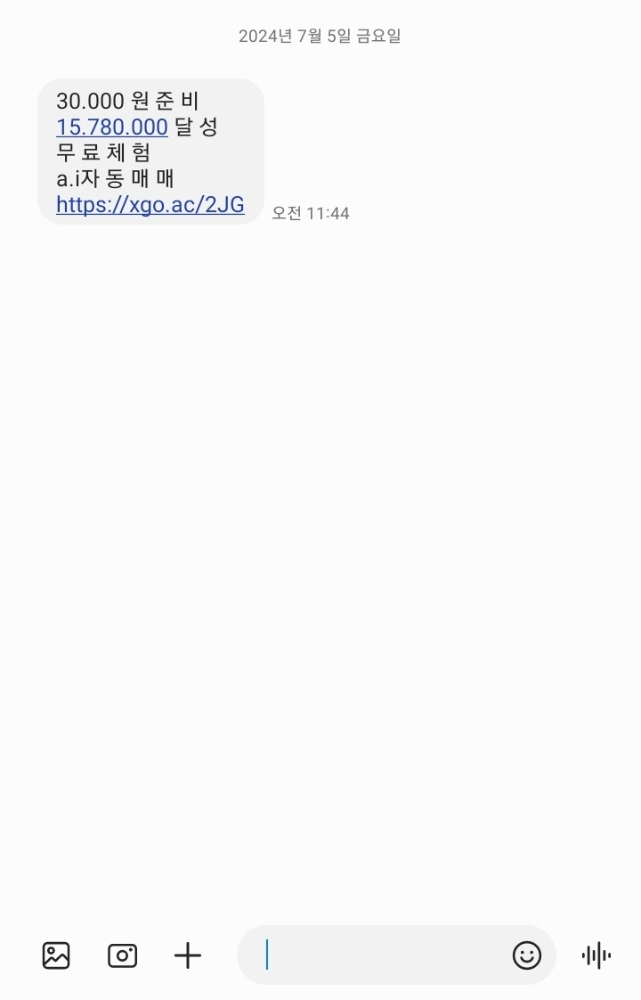 2024년 7월 5일 금요일
30.000 원 준 비
15.780.000 달 성
무 료 체 험
a.i자 동 매 매
https://xgo.ac/2JG
오전 11:44